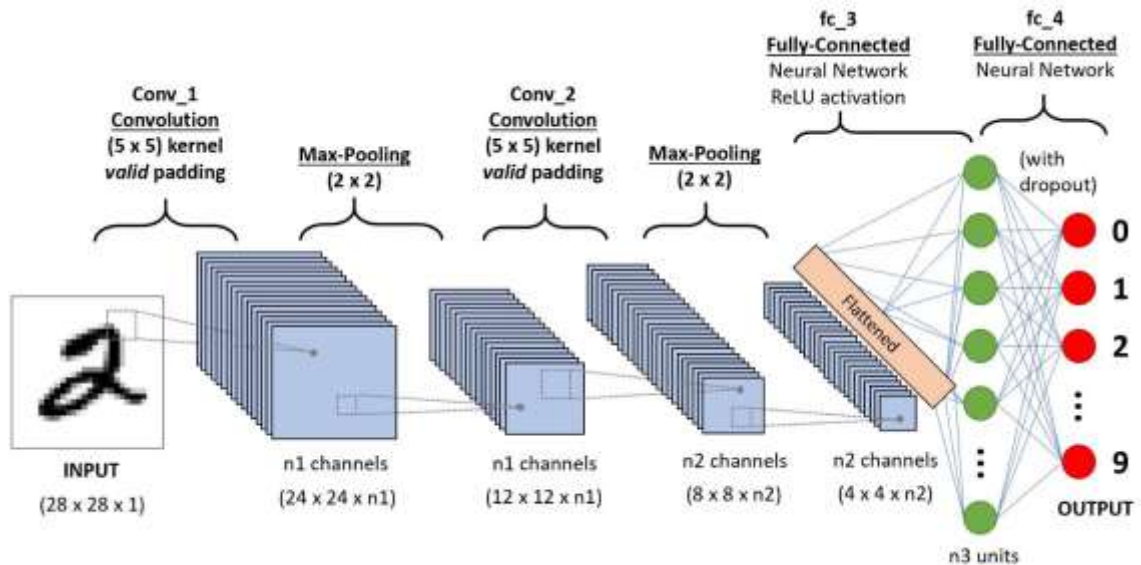 Conv_1
Convolution
(5 x 5) kernel
valid padding
Max-Pooling
(2 x 2)
Conv_2
Convolution
(5 x 5) kernel
valid padding
Max-Pooling
(2 x 2)
fc_3
Fully-Connected
Neural Network
ReLU activation
fc_4
Fully-Connected
Neural Network
(with
dropout)
2
INPUT
(28 x 28 x 1)
n1 channels
(24 x 24 x n1)
n1 channels
(12 x 12 x n1)
n2 channels
(8 x 8 x n2)
n2 channels
(4 x 4 x n2)
Flattened
n3 units
0
1
2
9
OUTPUT